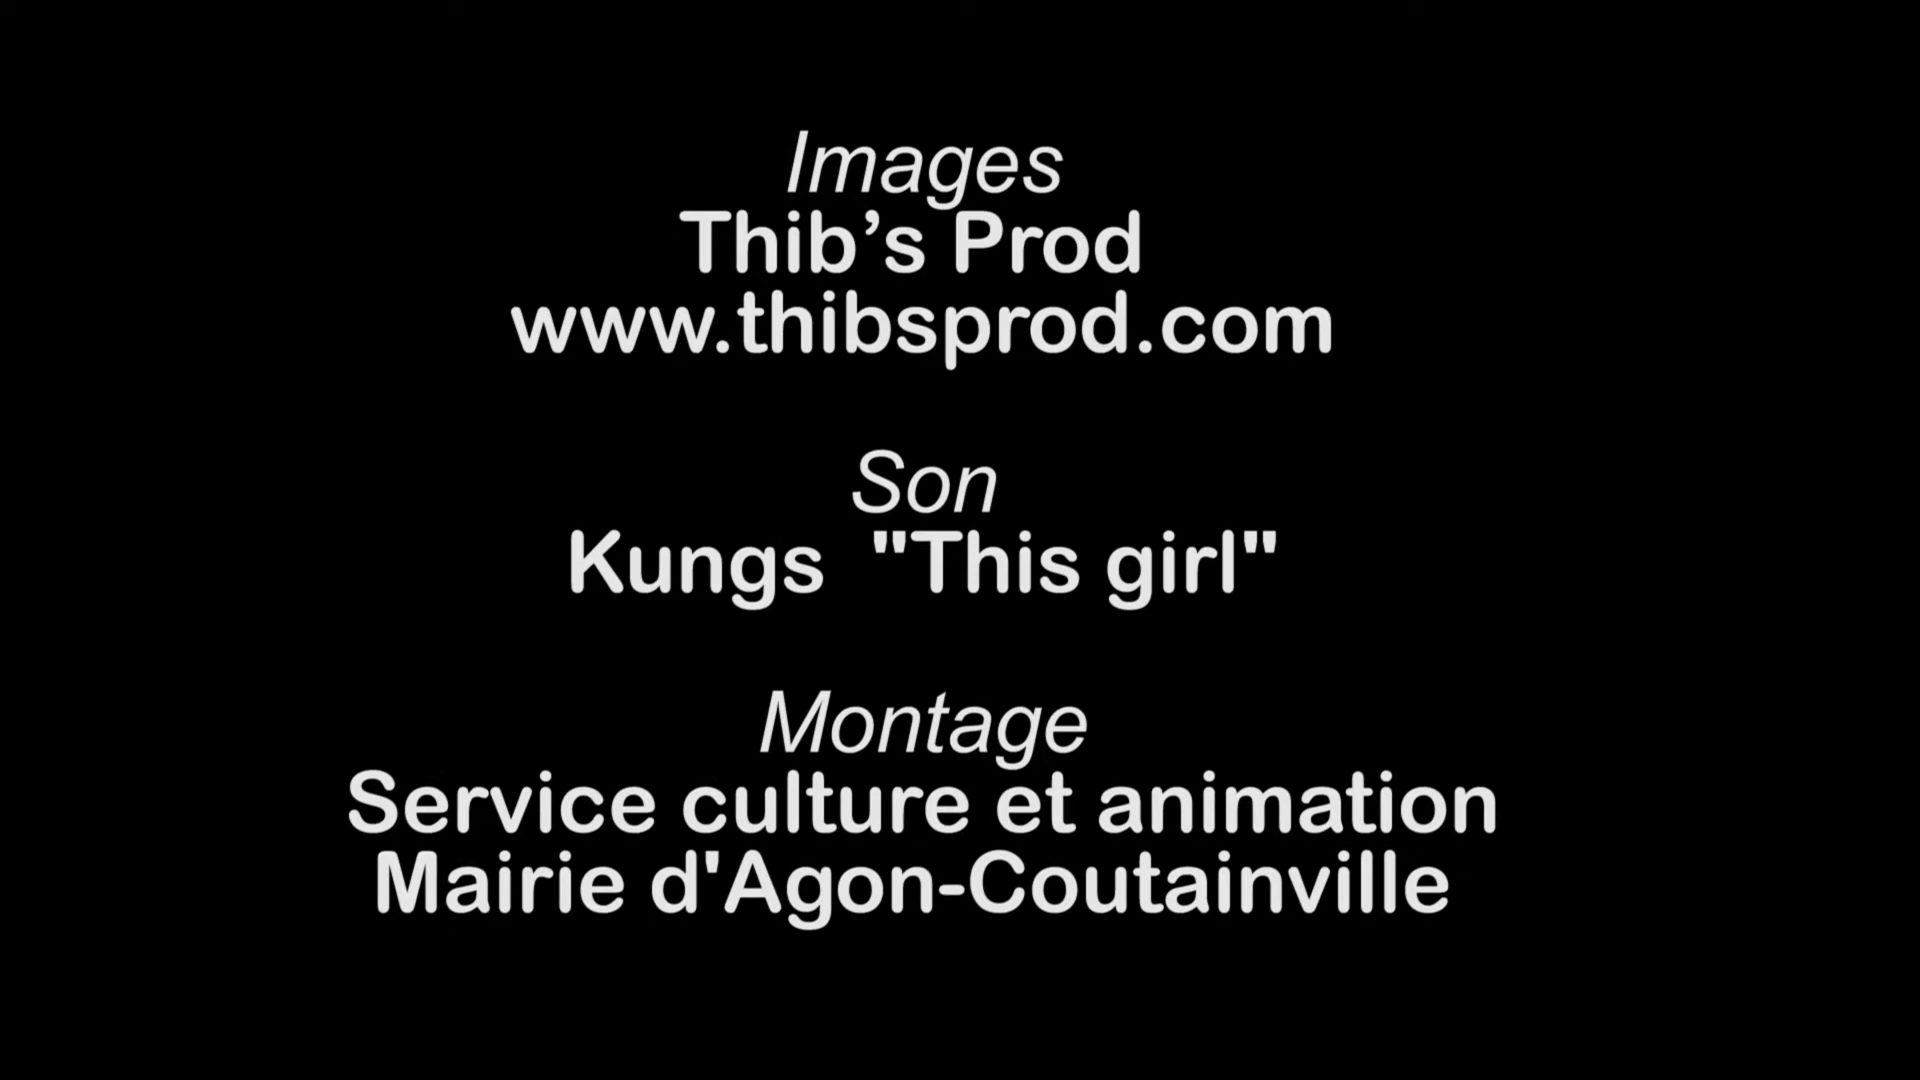 Images
Thib’s Prod
www.thibsprod.com
Son
Kungs  "This girl"
Montage
Service culture et animation
Mairie d'Agon-Coutainville